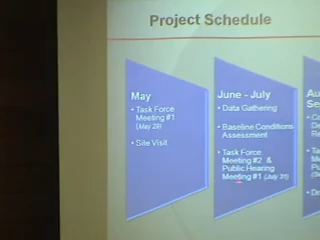 Project Schedule
May
• Task Force
Meeting #1
(May 29)
• Site Visit
June - July
• Data Gathering
• Baseline Conditions
Assessment
• Task Force
Meeting #2 &
Public Hearing
Meeting #1 (July 31)